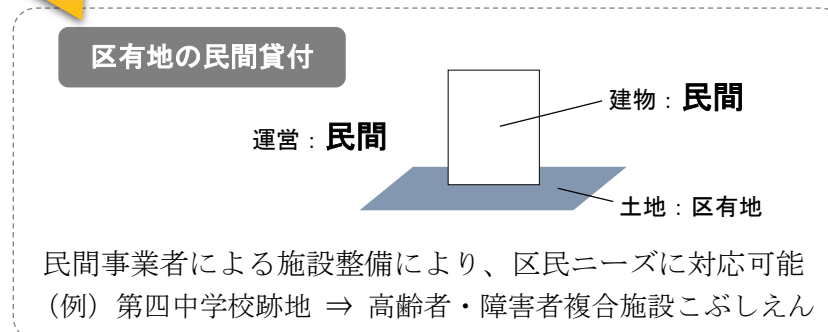 区有地の民間貸付
建物：民間
運営：民間
土地：区有地
民間事業者による施設整備により、区民ニーズに対応可能
（例）第四中学校跡地 ⇒ 高齢者・障害者複合施設こぶしえん